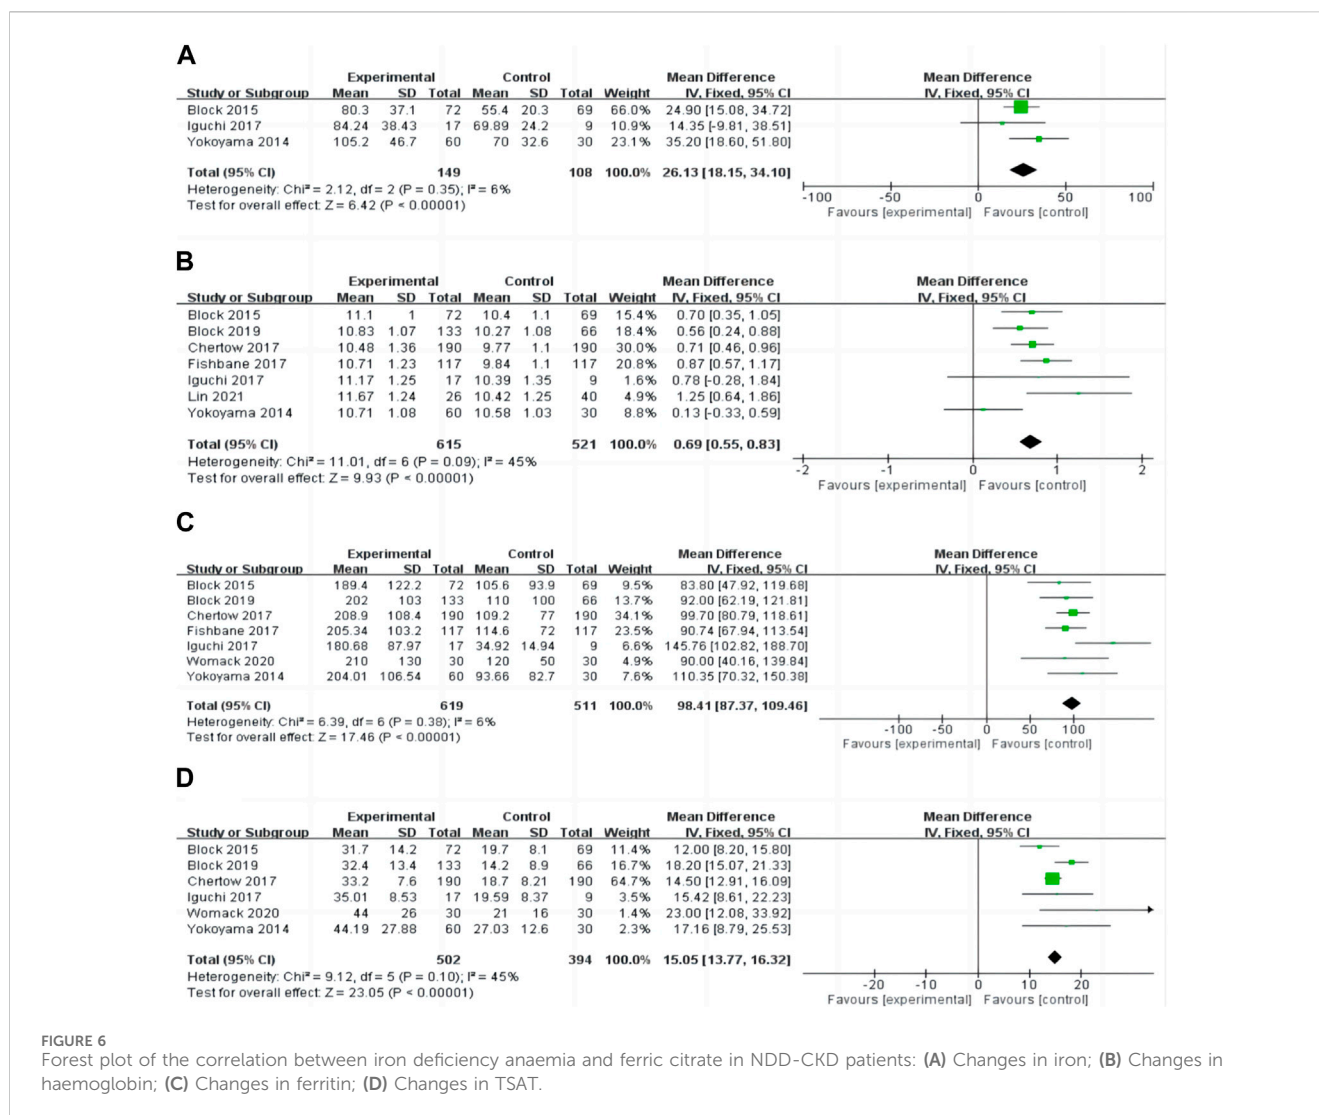 A
Experimental Control Mean Difference Mean Difference
Study or Subgroup Mean SD Total Mean SD Total Weight IV, Fixed, 95% CI IV, Fixed, 95% CI
Block 2015 80.3 37.1 72 55.4 20.3 69 66.0% 24.90 [15.08, 34.72]
Iguchi 2017 84.24 38.43 17 69.89 24.2 9 10.9% 14.35 [-9.81, 38.51]
Yokoyama 2014 105.2 46.7 60 70 32.6 30 23.1% 35.20 [18.60, 51.80]
Total (95% CI) 149 108 100.0% 26.13 [18.15, 34.10]
Heterogeneity: Chi² = 2.12, df = 2 (P = 0.35); I² = 6%
Test for overall effect: Z = 6.42 (P < 0.00001)
-100 -50 0 50 100
Favours [experimental] Favours [control]
B
Experimental Control Mean Difference Mean Difference
Study or Subgroup Mean SD Total Mean SD Total Weight IV, Fixed, 95% CI IV, Fixed, 95% CI
Block 2015 11.1 1 72 10.4 1.1 69 15.4% 0.70 [0.35, 1.05]
Block 2019 10.83 1.07 133 10.27 1.08 66 18.4% 0.56 [0.24, 0.88]
Chertow 2017 10.48 1.36 190 9.77 1.1 190 30.0% 0.71 [0.46, 0.96]
Fishbane 2017 10.71 1.23 117 9.84 1.1 117 20.8% 0.87 [0.57, 1.17]
Iguchi 2017 11.17 1.25 17 10.39 1.35 9 1.6% 0.78 [-0.28, 1.84]
Lin 2021 11.67 1.24 26 10.42 1.25 40 4.9% 1.25 [0.64, 1.86]
Yokoyama 2014 10.71 1.08 60 10.58 1.03 30 8.8% 0.13 [-0.33, 0.59]
Total (95% CI) 615 521 100.0% 0.69 [0.55, 0.83]
Heterogeneity: Chi² = 11.01, df = 6 (P = 0.09); I² = 45%
Test for overall effect: Z = 9.93 (P < 0.00001)
-2 -1 0 1 2
Favours [experimental] Favours [control]
C
Experimental Control Mean Difference Mean Difference
Study or Subgroup Mean SD Total Mean SD Total Weight IV, Fixed, 95% CI IV, Fixed, 95% CI
Block 2015 189.4 122.2 72 105.6 93.9 69 9.5% 83.80 [47.92, 119.68]
Block 2019 202 103 133 110 100 66 13.7% 92.00 [62.19, 121.81]
Chertow 2017 208.9 108.4 190 109.2 77 190 34.1% 99.70 [80.79, 118.61]
Fishbane 2017 205.34 103.2 117 114.6 72 117 23.5% 90.74 [67.94, 113.54]
Iguchi 2017 180.68 87.97 17 34.92 14.94 9 6.6% 145.76 [102.82, 188.70]
Womack 2020 210 130 30 120 50 30 4.9% 90.00 [40.16, 139.84]
Yokoyama 2014 204.01 106.54 60 93.66 82.7 30 7.6% 110.35 [70.32, 150.38]
Total (95% CI) 619 511 100.0% 98.41 [87.37, 109.46]
Heterogeneity: Chi² = 6.39, df = 6 (P = 0.38); I² = 6%
Test for overall effect: Z = 17.46 (P < 0.00001)
-100 -50 0 50 100
Favours [experimental] Favours [control]
D
Experimental Control Mean Difference Mean Difference
Study or Subgroup Mean SD Total Mean SD Total Weight IV, Fixed, 95% CI IV, Fixed, 95% CI
Block 2015 31.7 14.2 72 19.7 8.1 69 11.4% 12.00 [8.20, 15.80]
Block 2019 32.4 13.4 133 14.2 8.9 66 16.7% 18.20 [15.07, 21.33]
Chertow 2017 33.2 7.6 190 18.7 8.21 190 64.7% 14.50 [12.91, 16.09]
Iguchi 2017 35.01 8.53 17 19.59 8.37 9 3.5% 15.42 [8.61, 22.23]
Womack 2020 44 26 30 21 16 30 1.4% 23.00 [12.08, 33.92]
Yokoyama 2014 44.19 27.88 60 27.03 12.6 30 2.3% 17.16 [8.79, 25.53]
Total (95% CI) 502 394 100.0% 15.05 [13.77, 16.32]
Heterogeneity: Chi² = 9.12, df = 5 (P = 0.10); I² = 45%
Test for overall effect: Z = 23.05 (P < 0.00001)
-20 -10 0 10 20
Favours [experimental] Favours [control]
FIGURE 6
Forest plot of the correlation between iron deficiency anaemia and ferric citrate in NDD-CKD patients: (A) Changes in iron; (B) Changes in
haemoglobin; (C) Changes in ferritin; (D) Changes in TSAT.